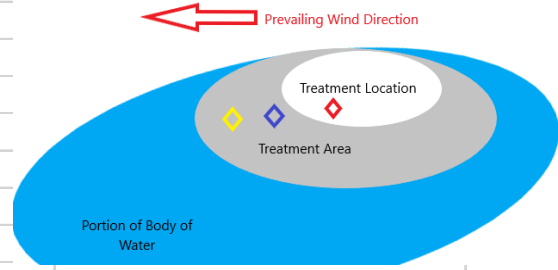 Prevailing Wind Direction
Treatment Location
Treatment Area
Portion of Body of
Water